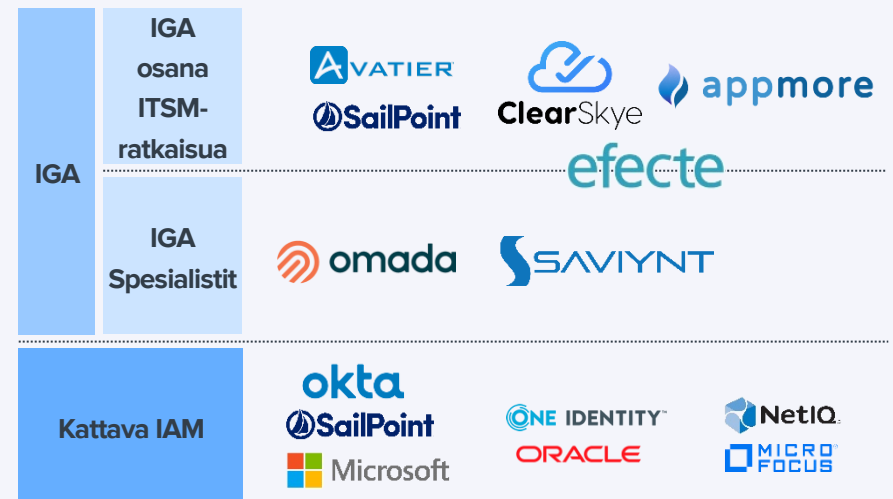 IGA
IGA
osana
ITSM-
ratkaisua
AVATIER
SailPoint
ClearSkye
appmore
efecte
IGA
Spesialistit
omada
SAVIYNT
Kattava IAM
okta
SailPoint
Microsoft
ONE IDENTITY™
ORACLE
NetIQ
MICRO
FOCUS